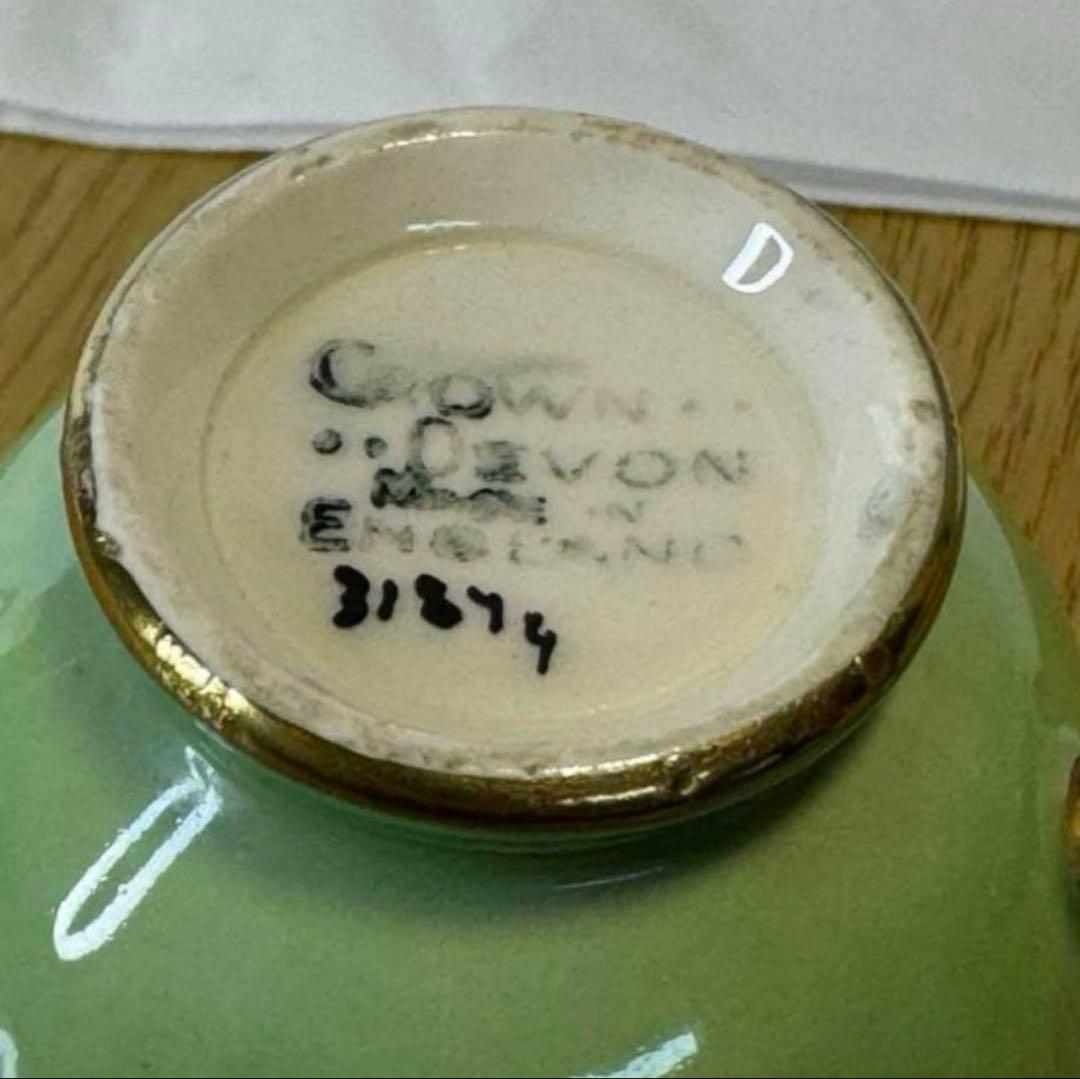 CROWN ..
.. DEVON
MADE IN
ENGLAND
31874